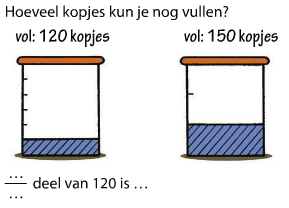 Hoeveel kopjes kun je nog vullen?
vol: 120 kopjes vol: 150 kopjes
...
... deel van 120 is ...